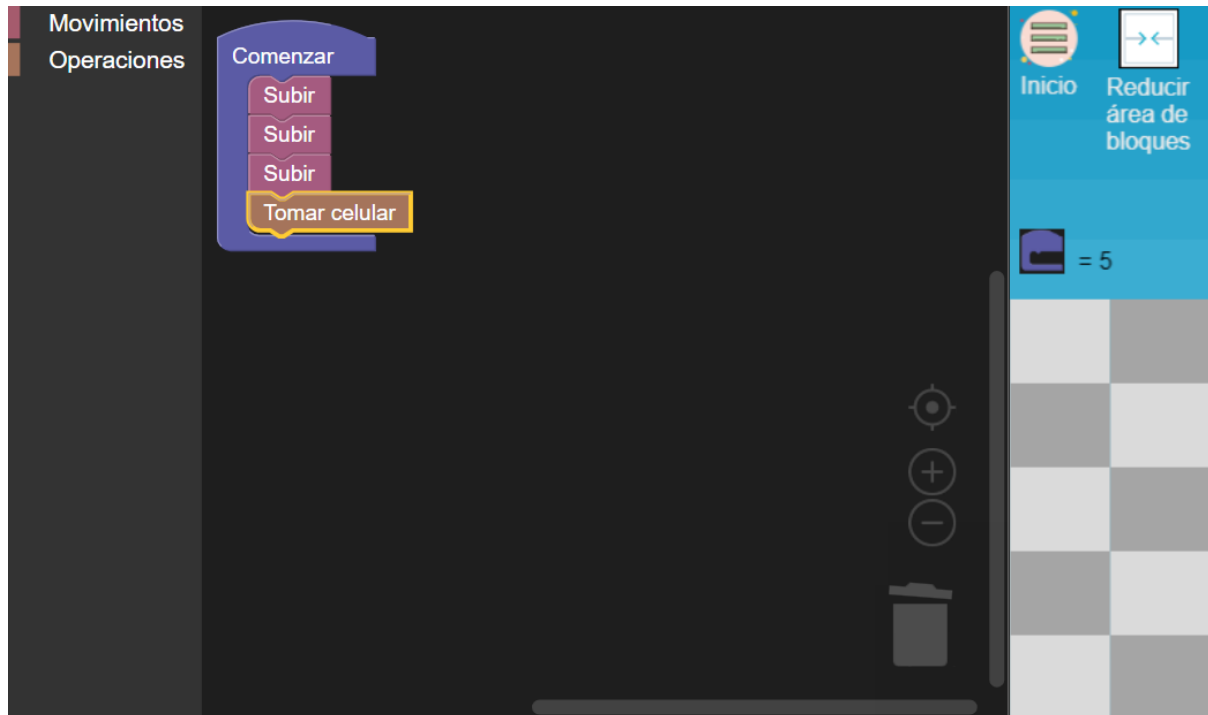 Movimientos
Operaciones
Comenzar
Subir
Subir
Subir
Tomar celular
Inicio
Reducir
área de
bloques
= 5